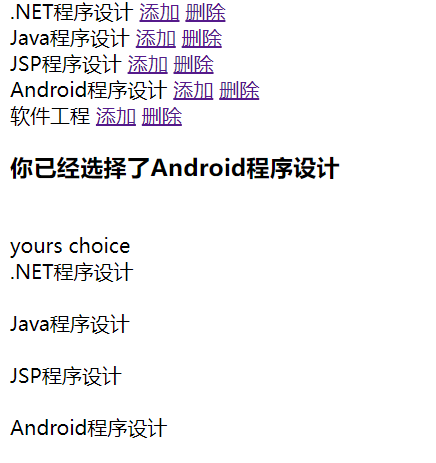 .NET程序设计 添加 删除
Java程序设计 添加 删除
JSP程序设计 添加 删除
Android程序设计 添加 删除
软件工程 添加 删除
你已经选择了Android程序设计
yours choice
.NET程序设计
Java程序设计
JSP程序设计
Android程序设计